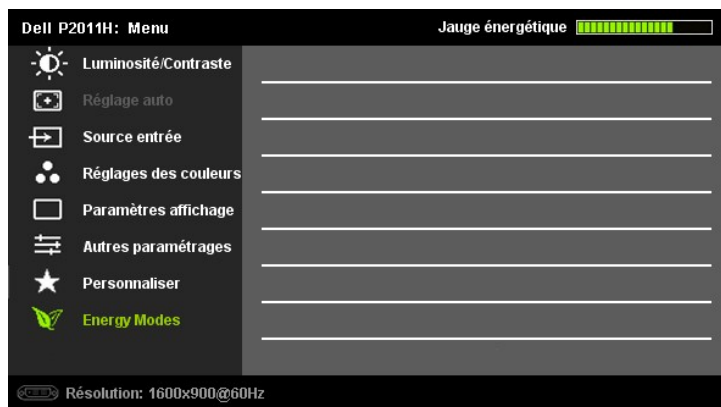 Dell P2011H: Menu
Jauge énergétique
Luminosité/Contraste
Réglage auto
Source entrée
Réglages des couleurs
Paramètres affichage
Autres paramétrages
Personnaliser
Energy Modes
Résolution: 1600x900@60Hz